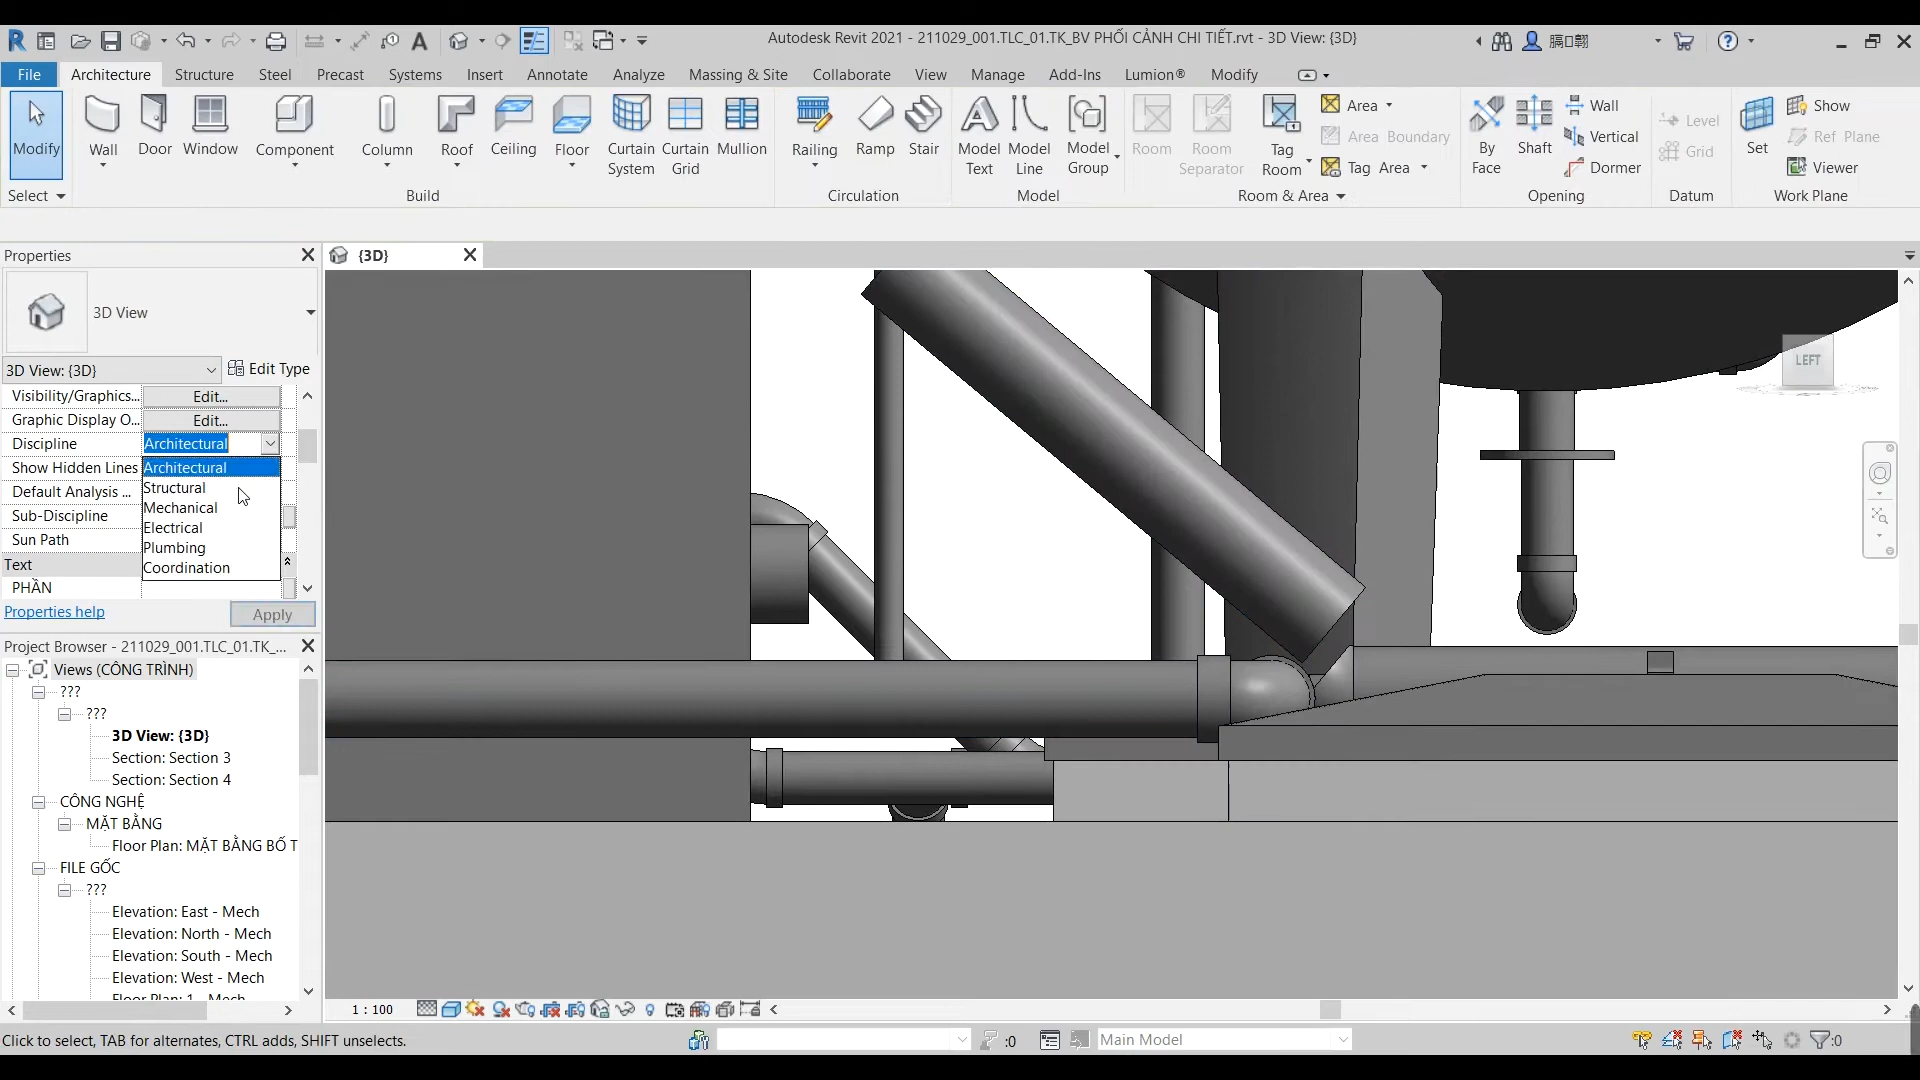 Autodesk Revit 2021 - 211029_001.TLC_01.TK_BV PHỐI CẢNH CHI TIẾT.rvt - 3D View: {3D}
File Architecture Structure Steel Precast Systems Insert Annotate Analyze Massing & Site Collaborate View Manage Add-Ins Lumion® Modify
Modify Wall Door Window Component Column Roof Ceiling Floor Curtain System Curtain Grid Mullion
Railing Ramp Stair
Model Text Model Line Model Group
Room Room Separator Tag Room Area Area Boundary Tag Area
By Face Shaft Wall Vertical Dormer
Level Grid
Set Show Ref Plane Viewer
Select Build Circulation Model Room & Area Opening Datum Work Plane
Properties
{3D}
3D View
3D View: {3D} Edit Type
Visibility/Graphics... Edit...
Graphic Display O... Edit...
Discipline Architectural
Show Hidden Lines Architectural
Structural
Default Analysis ...
Mechanical
Sub-Discipline
Electrical
Sun Path
Plumbing
Text
Coordination
PHẦN
Properties help Apply
Project Browser - 211029_001.TLC_01.TK_...
Views (CÔNG TRÌNH)
???
???
3D View: {3D}
Section: Section 3
Section: Section 4
CÔNG NGHỆ
MẶT BẰNG
Floor Plan: MẶT BẰNG BỐ T
FILE GỐC
???
Elevation: East - Mech
Elevation: North - Mech
Elevation: South - Mech
Elevation: West - Mech
Floor Plan: 1 - Mech
LEFT
1 : 100
Click to select, TAB for alternates, CTRL adds, SHIFT unselects.
:0
Main Model
:0